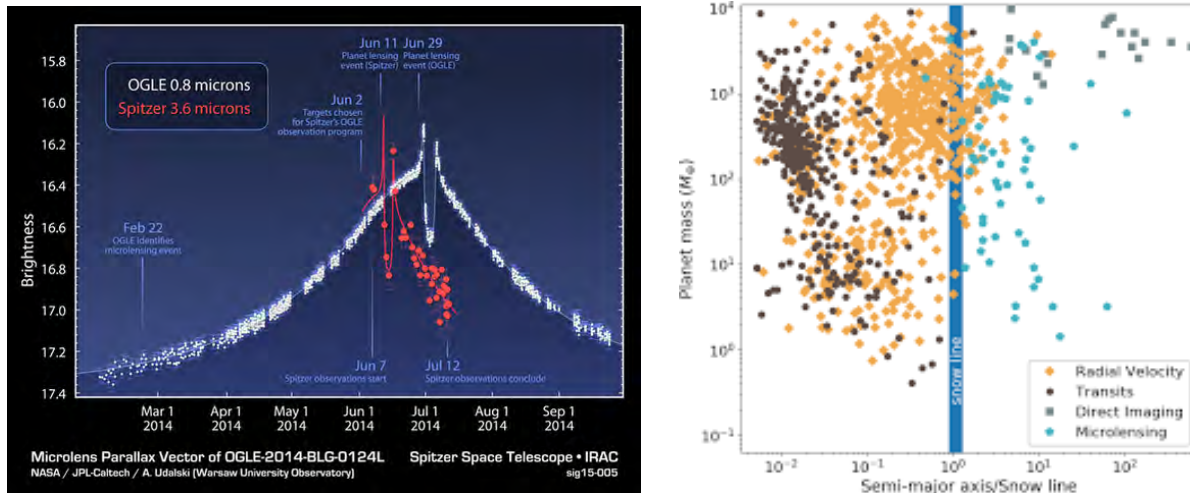 Jun 11
Planet lensing
event (Spitzer)
Jun 29
Planet lensing
event (OGLE)
OGLE 0.8 microns
Spitzer 3.6 microns
Jun 2
Targets chosen
for Spitzer's OGLE
observation program
Feb 22
OGLE identifies
microlensing event
Jun 7
Spitzer observations start
Jul 12
Spitzer observations conclude
Brightness
15.8
16.0
16.2
16.4
16.6
16.8
17.0
17.2
17.4
Mar 1
2014
Apr 1
2014
May 1
2014
Jun 1
2014
Jul 1
2014
Aug 1
2014
Sep 1
2014
Microlens Parallax Vector of OGLE-2014-BLG-0124L
NASA / JPL-Caltech / A. Udalski (Warsaw University Observatory)
Spitzer Space Telescope • IRAC
sig15-005
Planet mass (M⊕)
10⁴
10³
10²
10¹
10⁰
10⁻¹
snow line
Radial Velocity
Transits
Direct Imaging
Microlensing
10⁻² 10⁻¹ 10⁰ 10¹ 10²
Semi-major axis/Snow line